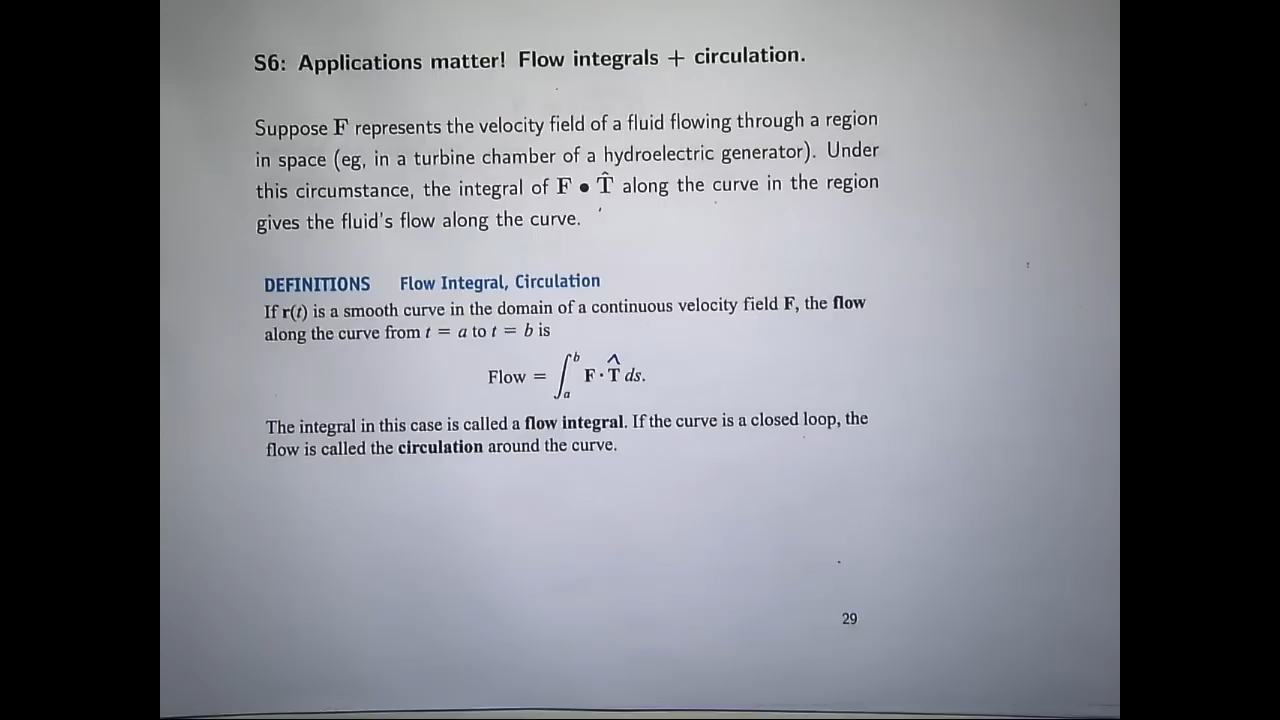 S6: Applications matter! Flow integrals + circulation.
Suppose F represents the velocity field of a fluid flowing through a region
in space (eg, in a turbine chamber of a hydroelectric generator). Under
this circumstance, the integral of F • T̂ along the curve in the region
gives the fluid's flow along the curve.
DEFINITIONS Flow Integral, Circulation
If r(t) is a smooth curve in the domain of a continuous velocity field F, the flow
along the curve from t = a to t = b is
Flow = ∫_a^b F · T̂ ds.
The integral in this case is called a flow integral. If the curve is a closed loop, the
flow is called the circulation around the curve.
29